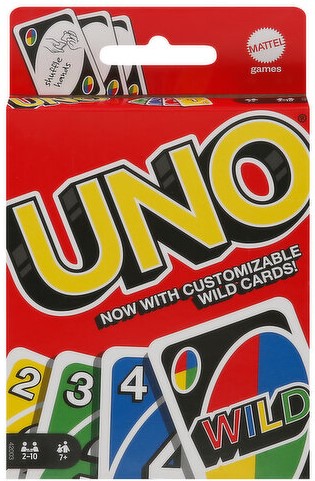 shuffle
hands
MATTEL
games
UNO®
NOW WITH CUSTOMIZABLE
WILD CARDS!
2
3
4
WILD
2-10
7+